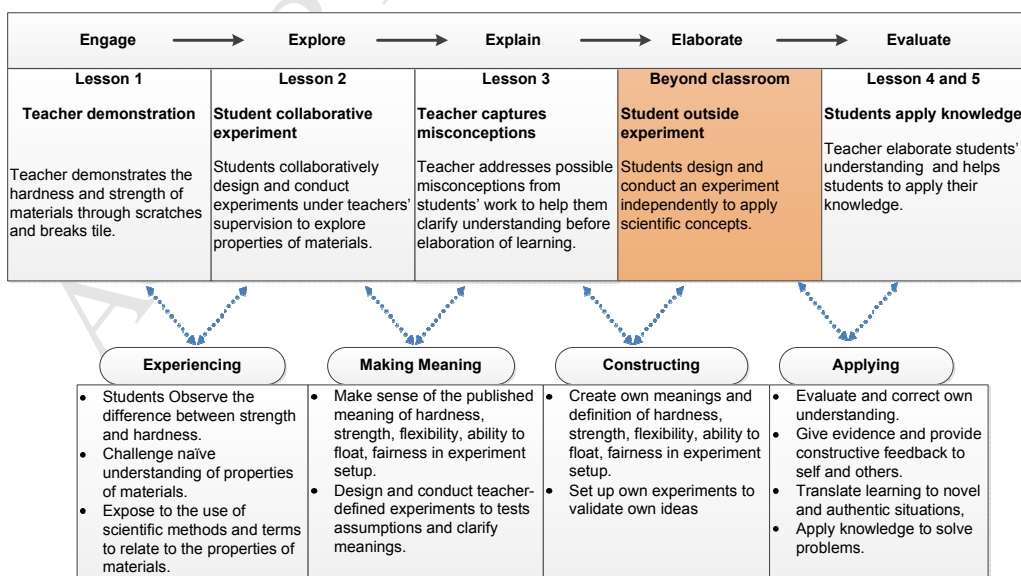 Engage Explore Explain Elaborate Evaluate
Lesson 1
Teacher demonstration
Teacher demonstrates the
hardness and strength of
materials through scratches
and breaks tile.
Lesson 2
Student collaborative
experiment
Students collaboratively
design and conduct
experiments under teachers’
supervision to explore
properties of materials.
Lesson 3
Teacher captures
misconceptions
Teacher addresses possible
misconceptions from
students’ work to help them
clarify understanding before
elaboration of learning.
Beyond classroom
Student outside
experiment
Students design and
conduct an experiment
independently to apply
scientific concepts.
Lesson 4 and 5
Students apply knowledge
Teacher elaborate students’
understanding and helps
students to apply their
knowledge.
Experiencing
• Students Observe the
difference between strength
and hardness.
• Challenge naïve
understanding of properties
of materials.
• Expose to the use of
scientific methods and terms
to relate to the properties of
materials.
Making Meaning
• Make sense of the published
meaning of hardness,
strength, flexibility, ability to
float, fairness in experiment
setup.
• Design and conduct teacher-
defined experiments to tests
assumptions and clarify
meanings.
Constructing
• Create own meanings and
definition of hardness,
strength, flexibility, ability to
float, fairness in experiment
setup.
• Set up own experiments to
validate own ideas
Applying
• Evaluate and correct own
understanding.
• Give evidence and provide
constructive feedback to
self and others.
• Translate learning to novel
and authentic situations,
• Apply knowledge to solve
problems.